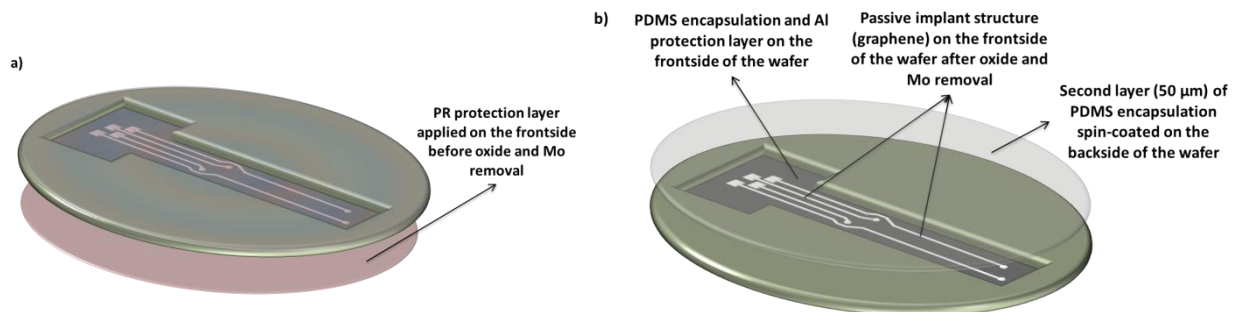 a)
PR protection layer
applied on the frontside
before oxide and Mo
removal
b)
PDMS encapsulation and Al
protection layer on the
frontside of the wafer
Passive implant structure
(graphene) on the frontside
of the wafer after oxide and
Mo removal
Second layer (50 μm) of
PDMS encapsulation
spin-coated on the
backside of the wafer